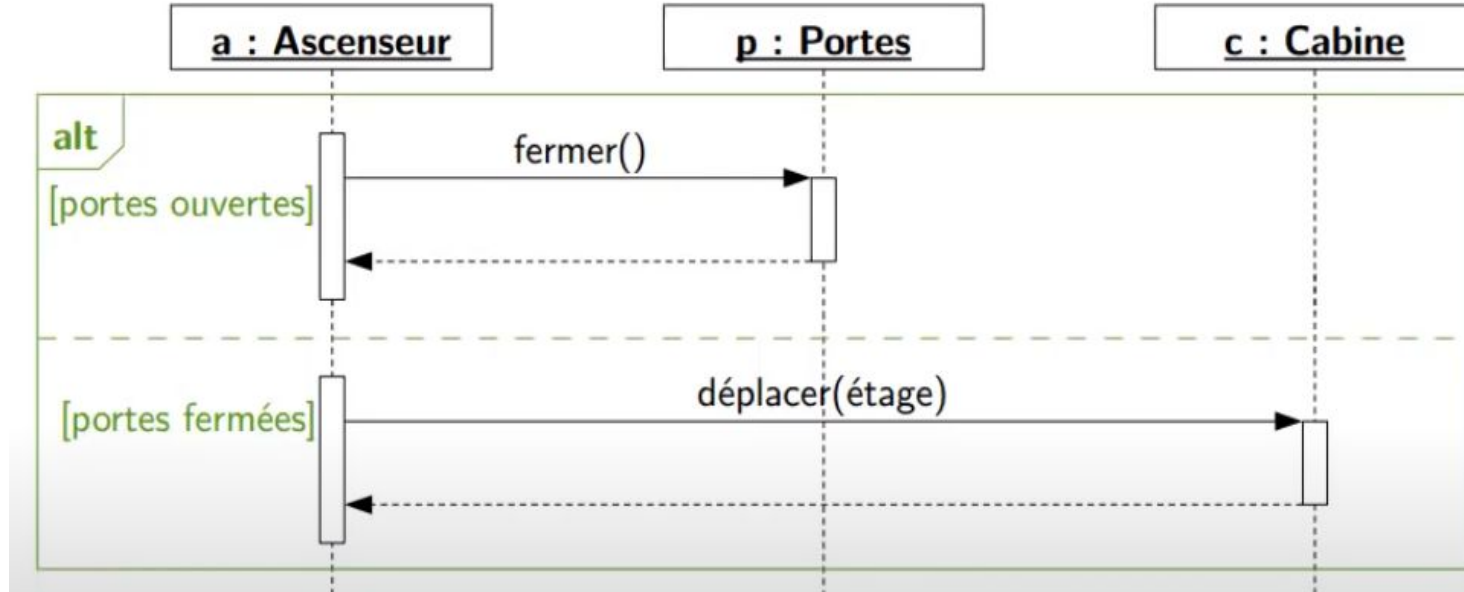 a : Ascenseur
p : Portes
c : Cabine
alt
fermer()
[portes ouvertes]
déplacer(étage)
[portes fermées]